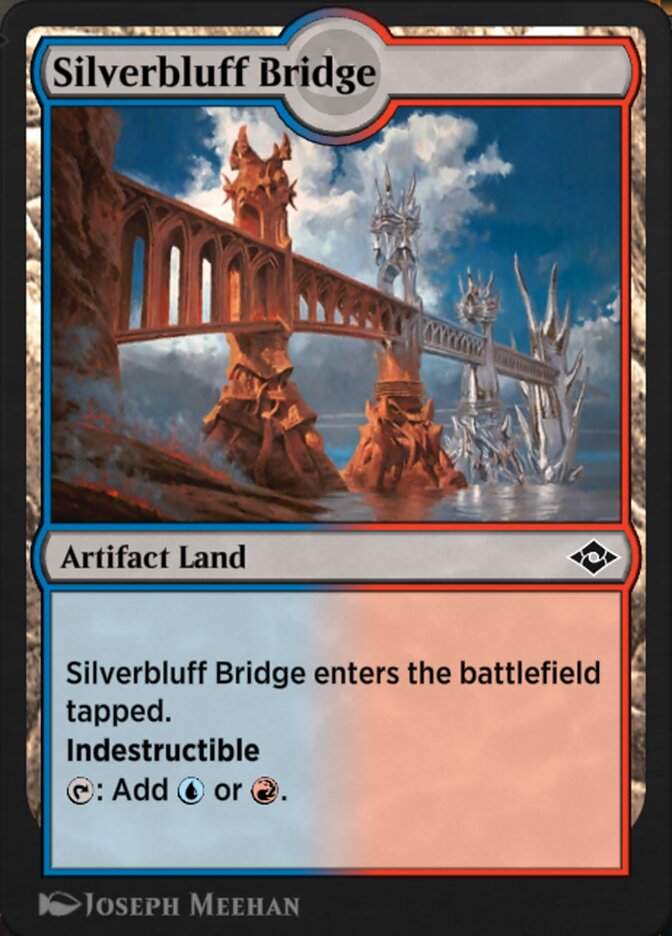 Silverbluff Bridge
Artifact Land
Silverbluff Bridge enters the battlefield
tapped.
Indestructible
: Add or .
Joseph Meehan